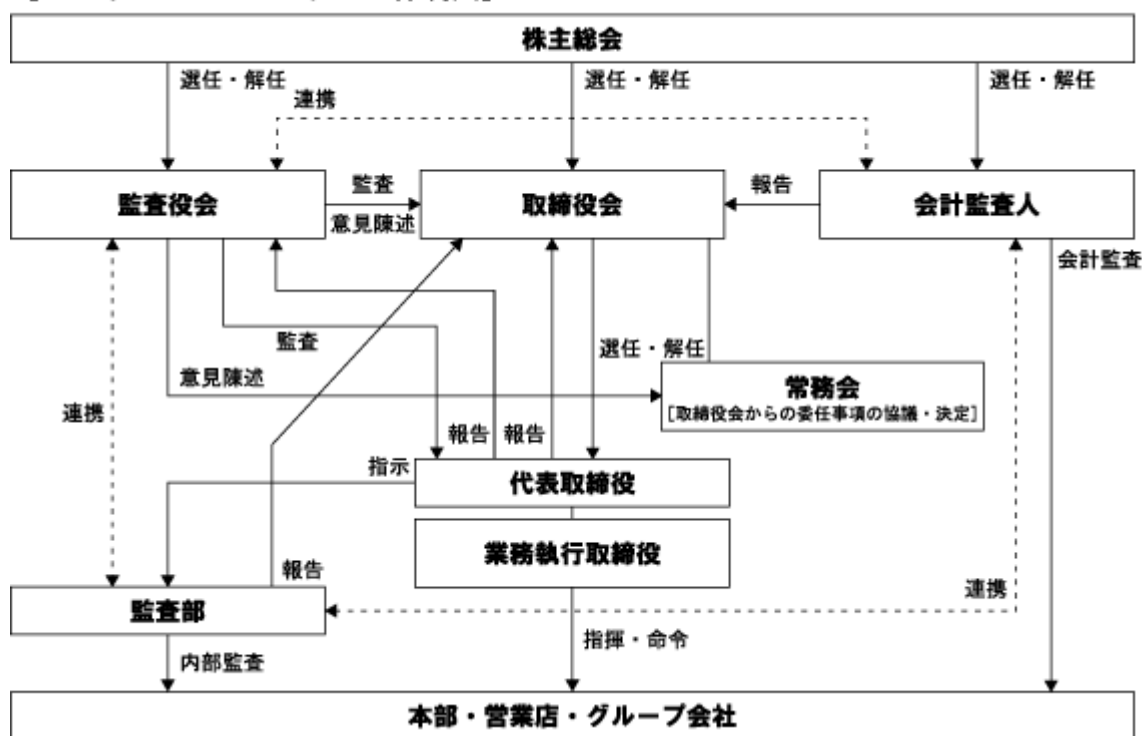 株主総会
選任・解任
選任・解任
選任・解任
連携
監査役会
監査
意見陳述
取締役会
報告
会計監査人
会計監査
監査
選任・解任
意見陳述
常務会
[取締役会からの委任事項の協議・決定]
連携
報告
報告
指示
代表取締役
業務執行取締役
報告
監査部
連携
指揮・命令
内部監査
本部・営業店・グループ会社